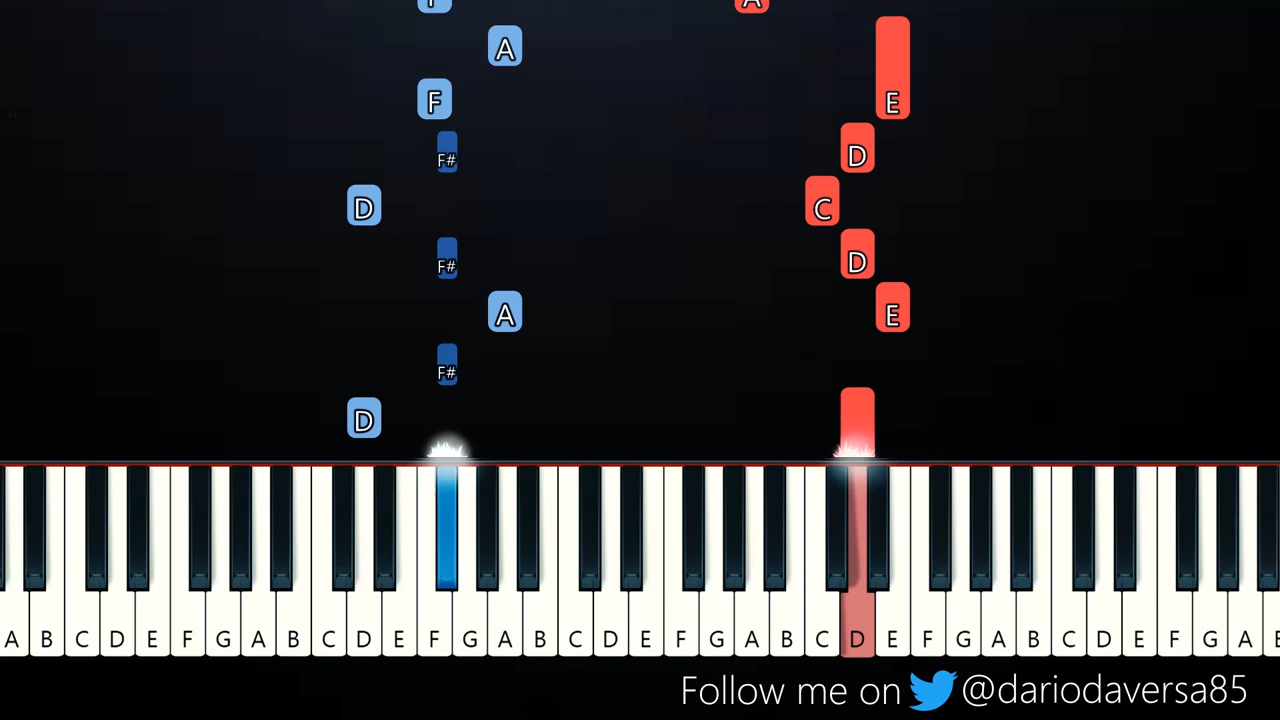 F A
A
F E
F# D
D C
F# D
A E
F#
D
A B C D E F G A B C D E F G A B C D E F G A B C D E F G A B C D E F G A
Follow me on @dariodaversa85